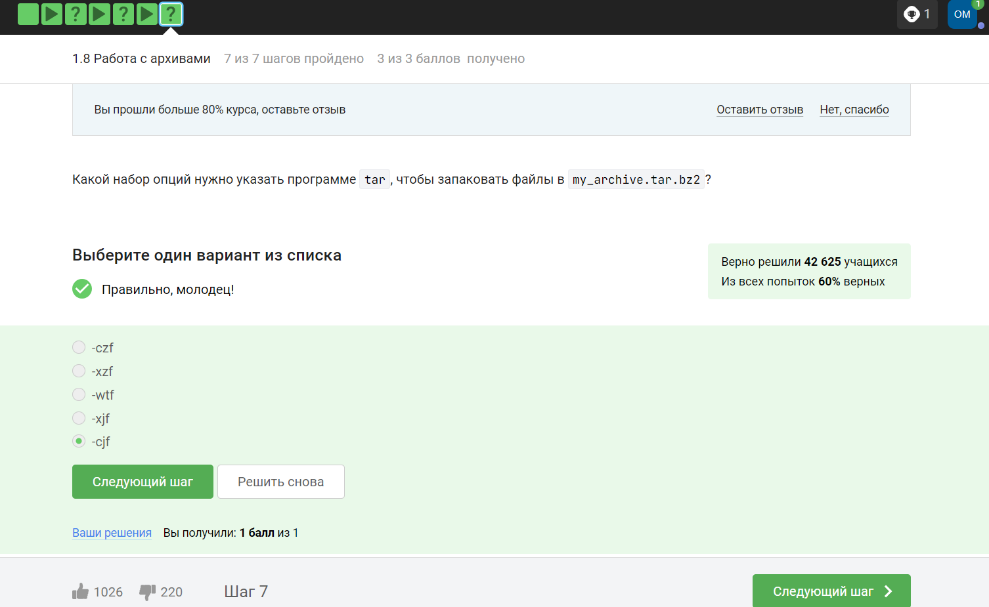 ? ? ?
1 ОМ 1
1.8 Работа с архивами 7 из 7 шагов пройдено 3 из 3 баллов получено
Вы прошли больше 80% курса, оставьте отзыв Оставить отзыв Нет, спасибо
Какой набор опций нужно указать программе tar, чтобы запаковать файлы в my_archive.tar.bz2?
Выберите один вариант из списка
Правильно, молодец!
Верно решили 42 625 учащихся
Из всех попыток 60% верных
-czf
-xzf
-wtf
-xjf
-cjf
Следующий шаг Решить снова
Ваши решения Вы получили: 1 балл из 1
1026 220 Шаг 7 Следующий шаг